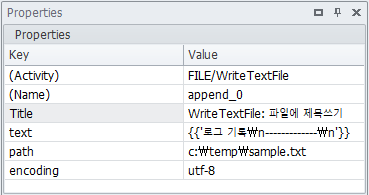 Properties
Properties
Key Value
(Activity) FILE/WriteTextFile
(Name) append_0
Title WriteTextFile: 파일에 제목쓰기
text {{'로그 기록₩n-------------₩n'}}
path c:₩temp₩sample.txt
encoding utf-8